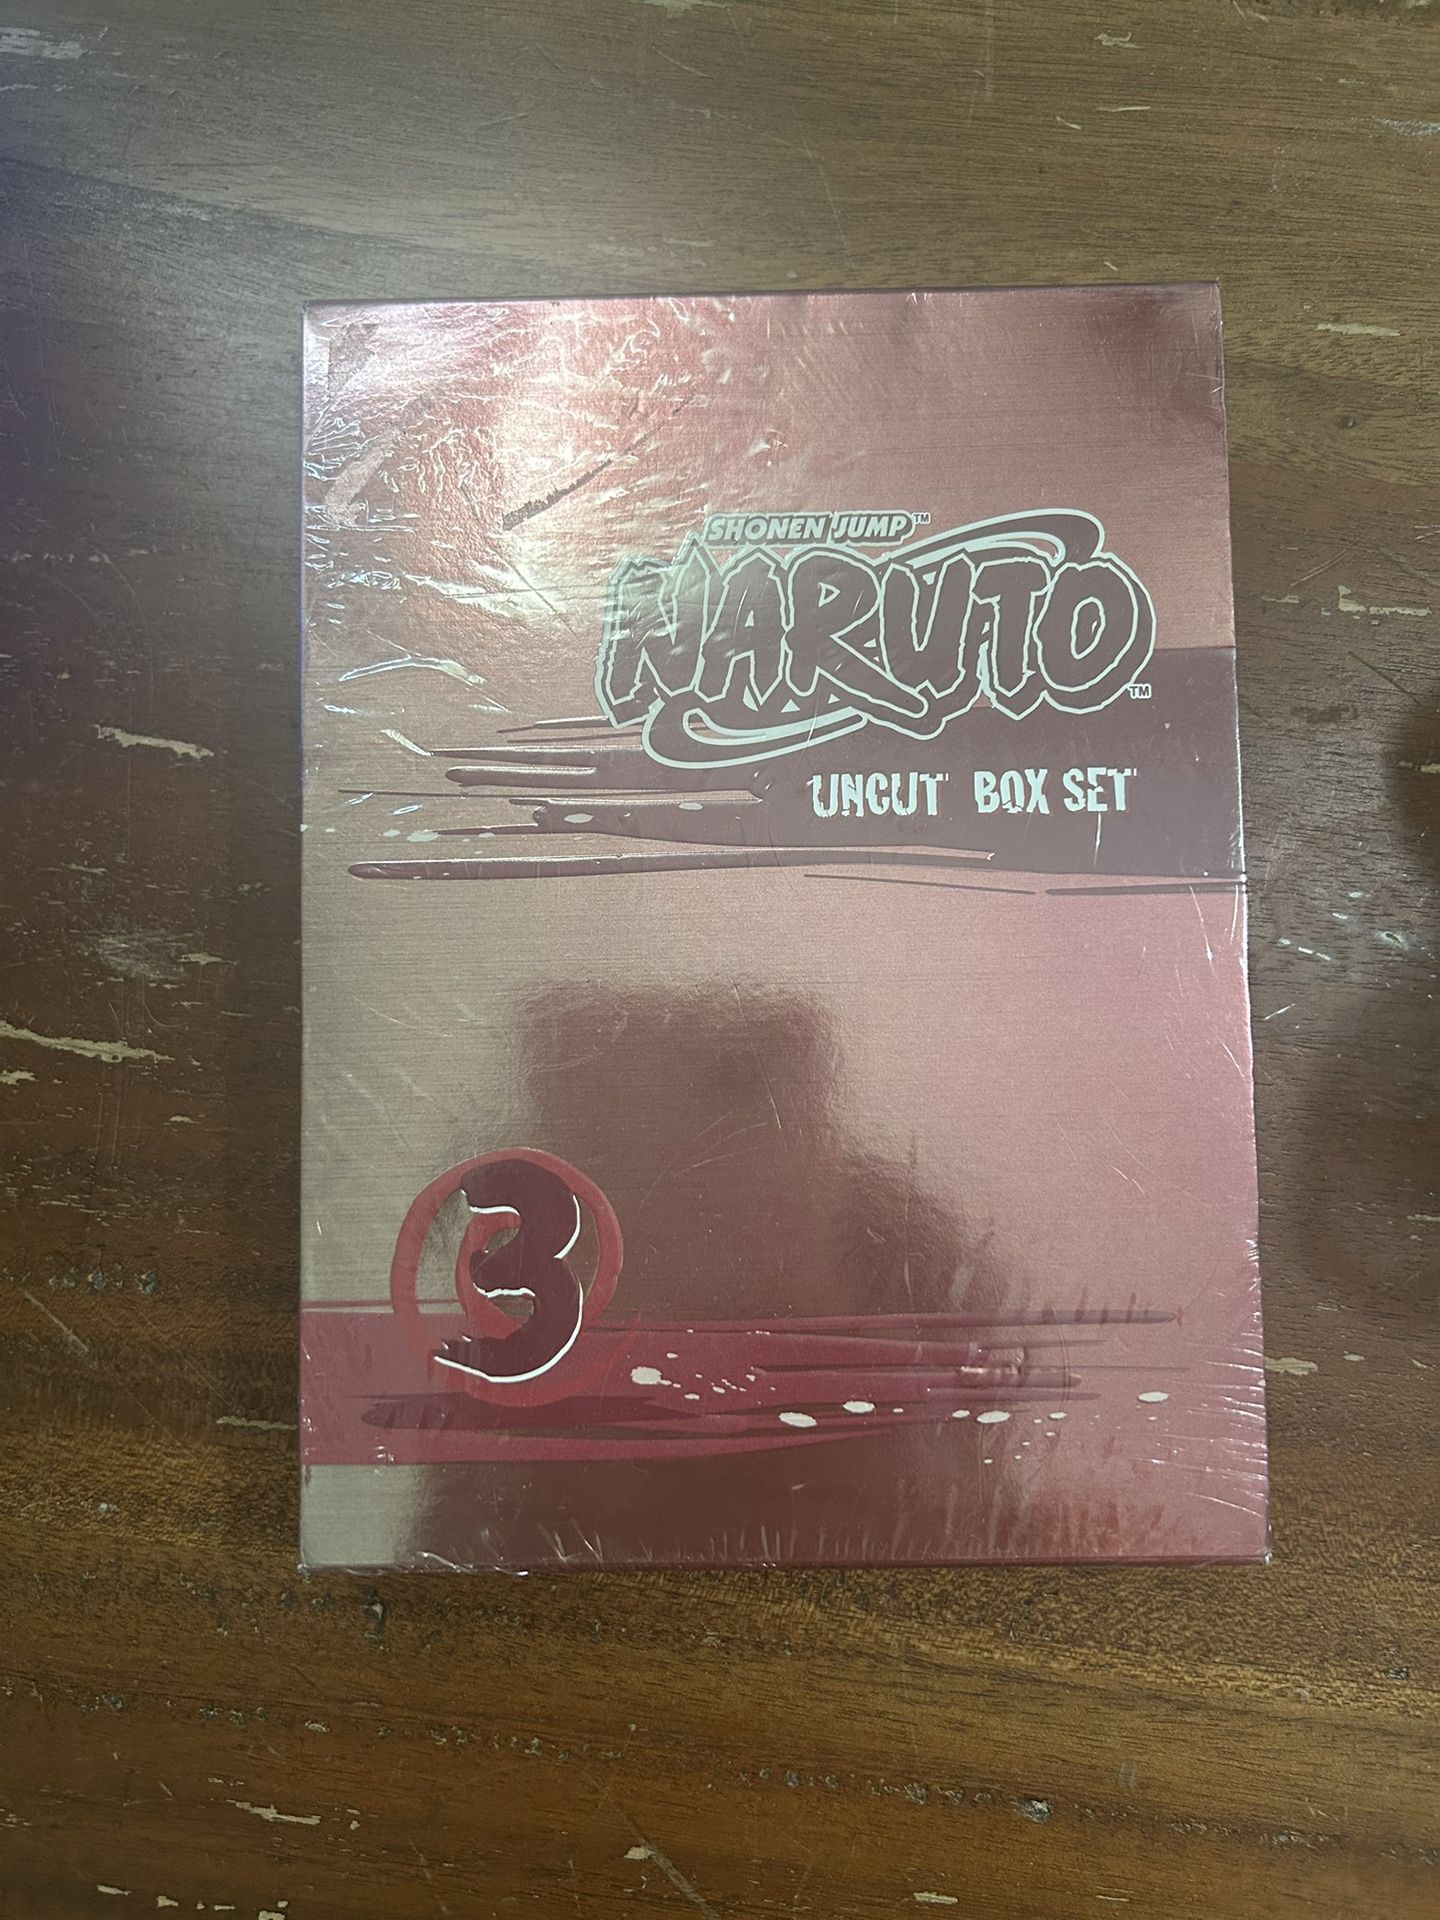 SHONEN JUMP™
NARUTO™
UNCUT BOX SET
3